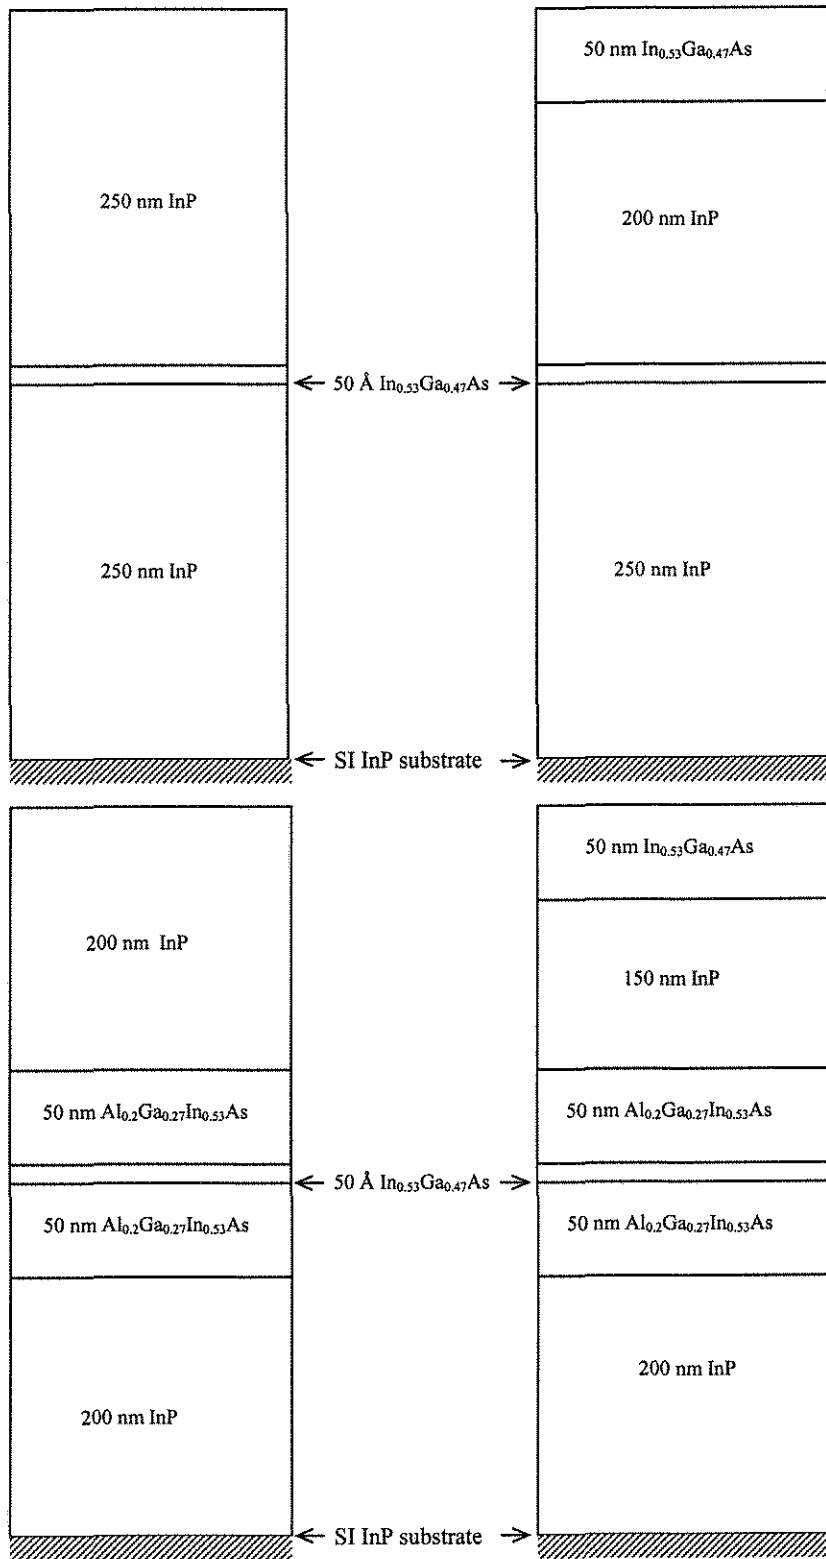 50 nm In₀.₅₃Ga₀.₄₇As
250 nm InP
200 nm InP
50 Å In₀.₅₃Ga₀.₄₇As
250 nm InP
250 nm InP
SI InP substrate
50 nm In₀.₅₃Ga₀.₄₇As
200 nm InP
150 nm InP
50 nm Al₀.₂Ga₀.₂₇In₀.₅₃As
50 nm Al₀.₂Ga₀.₂₇In₀.₅₃As
50 Å In₀.₅₃Ga₀.₄₇As
50 nm Al₀.₂Ga₀.₂₇In₀.₅₃As
50 nm Al₀.₂Ga₀.₂₇In₀.₅₃As
200 nm InP
200 nm InP
SI InP substrate